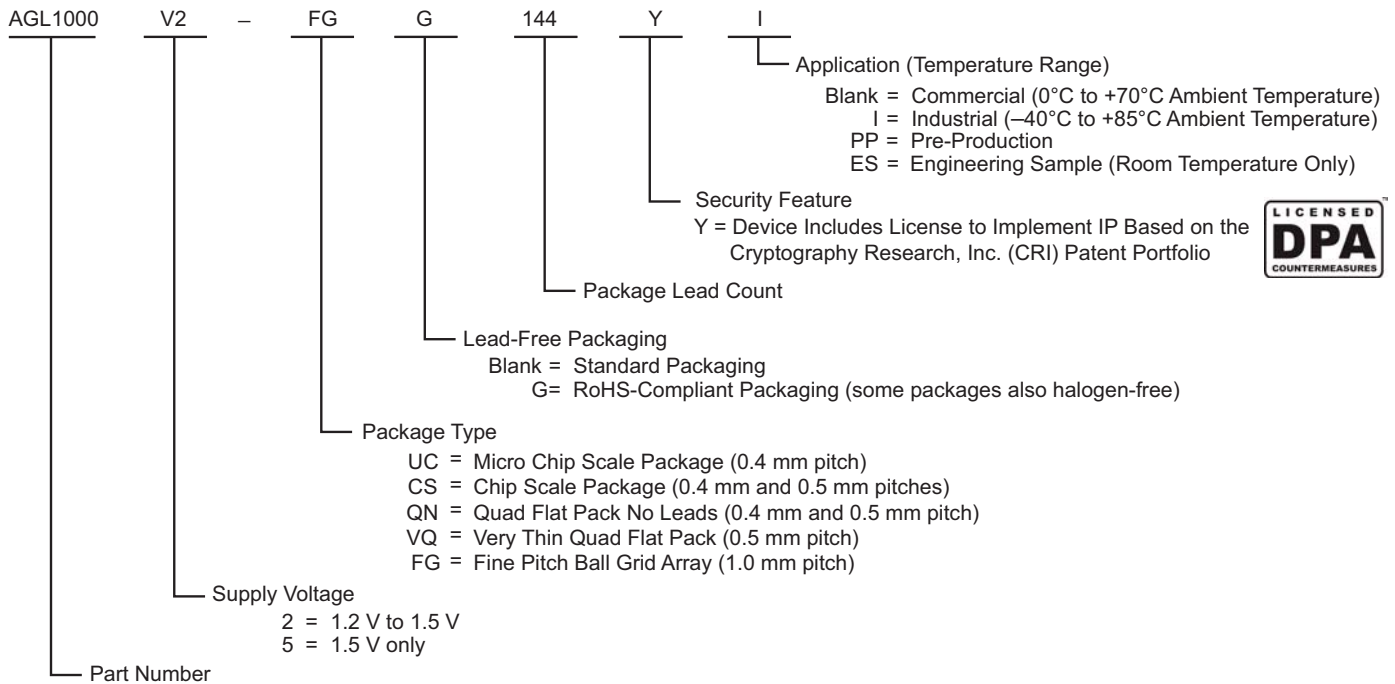 AGL1000 V2 – FG G 144 Y I
Application (Temperature Range)
Blank = Commercial (0°C to +70°C Ambient Temperature)
I = Industrial (–40°C to +85°C Ambient Temperature)
PP = Pre-Production
ES = Engineering Sample (Room Temperature Only)
Security Feature
Y = Device Includes License to Implement IP Based on the
Cryptography Research, Inc. (CRI) Patent Portfolio
LICENSED
DPA
COUNTERMEASURES
TM
Package Lead Count
Lead-Free Packaging
Blank = Standard Packaging
G= RoHS-Compliant Packaging (some packages also halogen-free)
Package Type
UC = Micro Chip Scale Package (0.4 mm pitch)
CS = Chip Scale Package (0.4 mm and 0.5 mm pitches)
QN = Quad Flat Pack No Leads (0.4 mm and 0.5 mm pitch)
VQ = Very Thin Quad Flat Pack (0.5 mm pitch)
FG = Fine Pitch Ball Grid Array (1.0 mm pitch)
Supply Voltage
2 = 1.2 V to 1.5 V
5 = 1.5 V only
Part Number